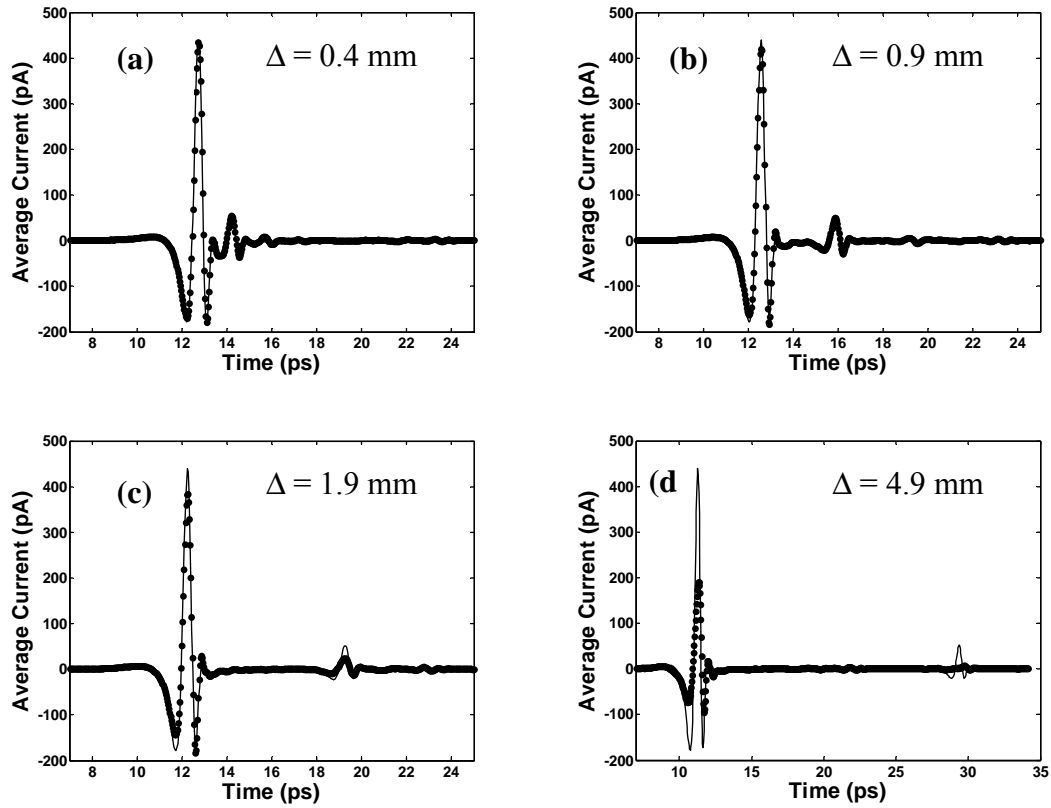 (a)
Δ = 0.4 mm
Average Current (pA)
500
400
300
200
100
0
-100
-200
8 10 12 14 16 18 20 22 24
Time (ps)
(b)
Δ = 0.9 mm
Average Current (pA)
500
400
300
200
100
0
-100
-200
8 10 12 14 16 18 20 22 24
Time (ps)
(c)
Δ = 1.9 mm
Average Current (pA)
500
400
300
200
100
0
-100
-200
8 10 12 14 16 18 20 22 24
Time (ps)
(d
Δ = 4.9 mm
Average Current (pA)
500
400
300
200
100
0
-100
-200
10 15 20 25 30 35
Time (ps)